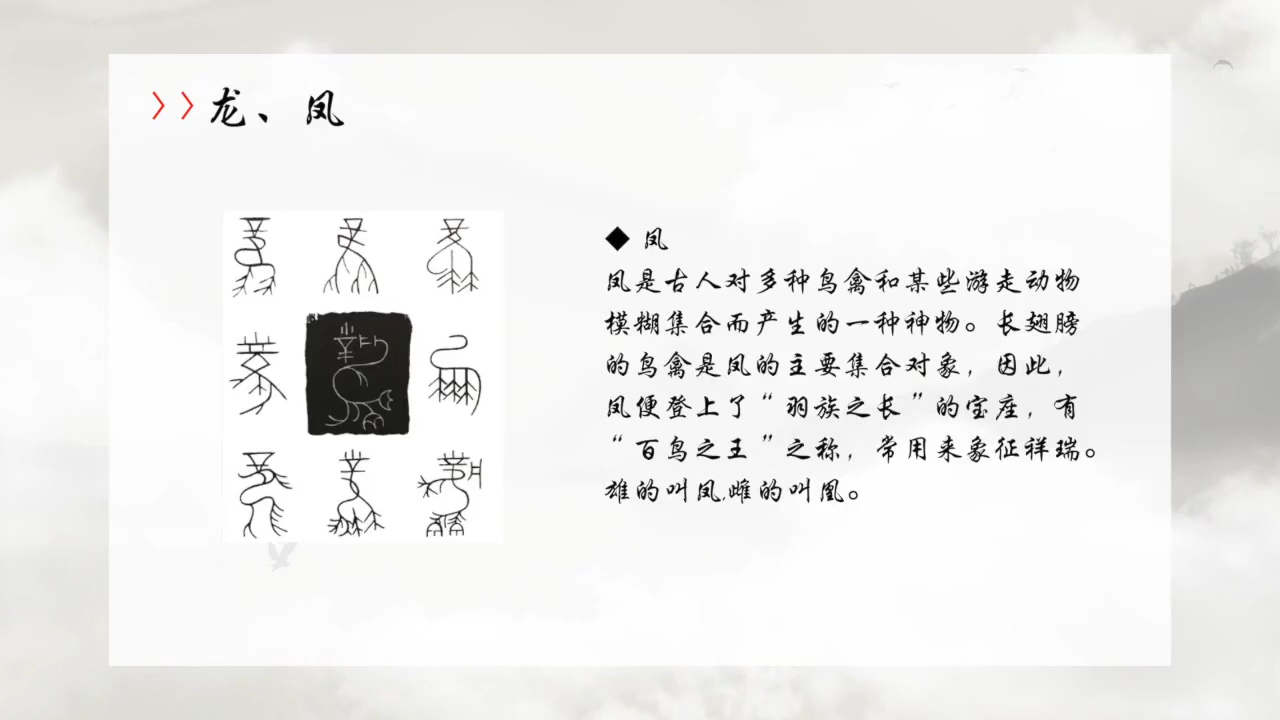 龙、凤
◆ 凤
凤是古人对多种鸟禽和某些游走动物
模糊集合而产生的一种神物。长翅膀
的鸟禽是凤的主要集合对象，因此，
凤便登上了“羽族之长”的宝座，有
“百鸟之王”之称，常用来象征祥瑞。
雄的叫凤,雌的叫凰。